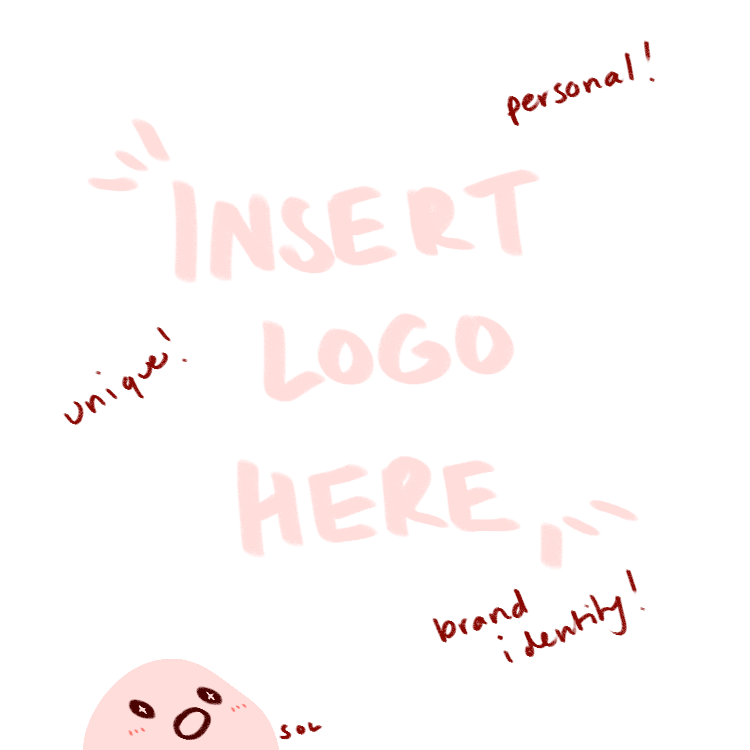 personal!
INSERT
LOGO
unique!
HERE
brand
identity!
SOL